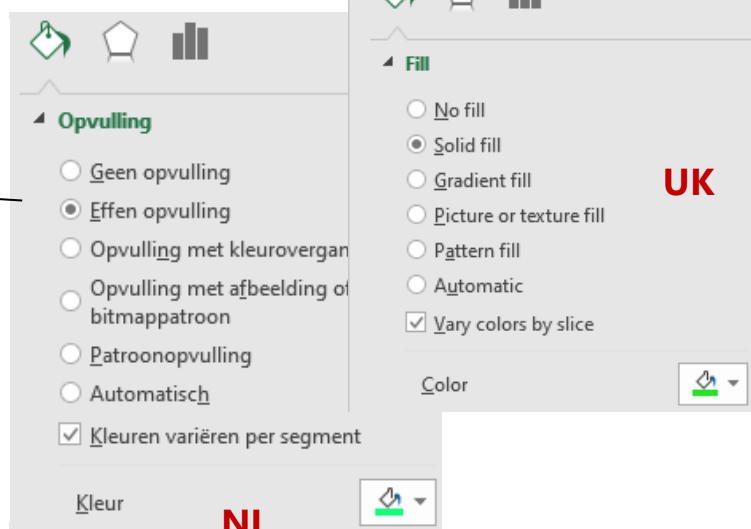 Opvulling
Geen opvulling
Effen opvulling
Opvulling met kleurovergan
Opvulling met afbeelding of
bitmappatroon
Patroonopvulling
Automatisch
Kleuren variëren per segment
Kleur
NL
Fill
No fill
Solid fill
Gradient fill
Picture or texture fill
Pattern fill
Automatic
Vary colors by slice
Color
UK